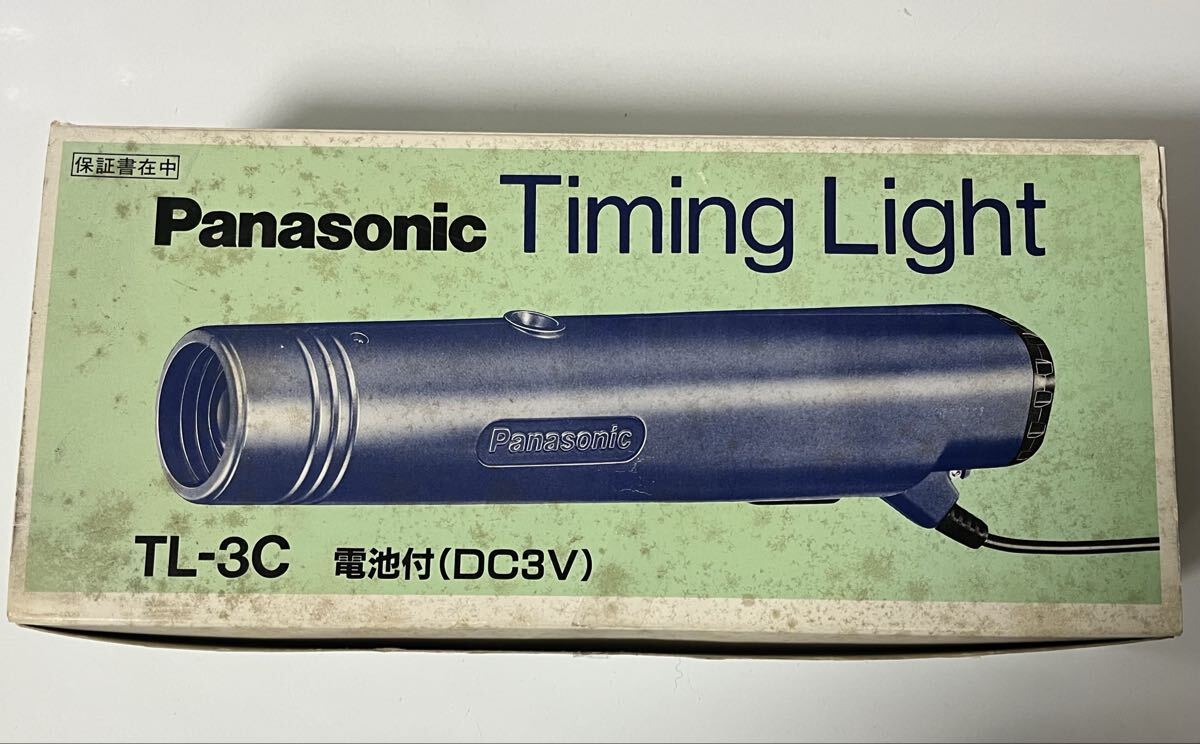 保証書在中
Panasonic Timing Light
Panasonic
TL-3C 電池付(DC3V)